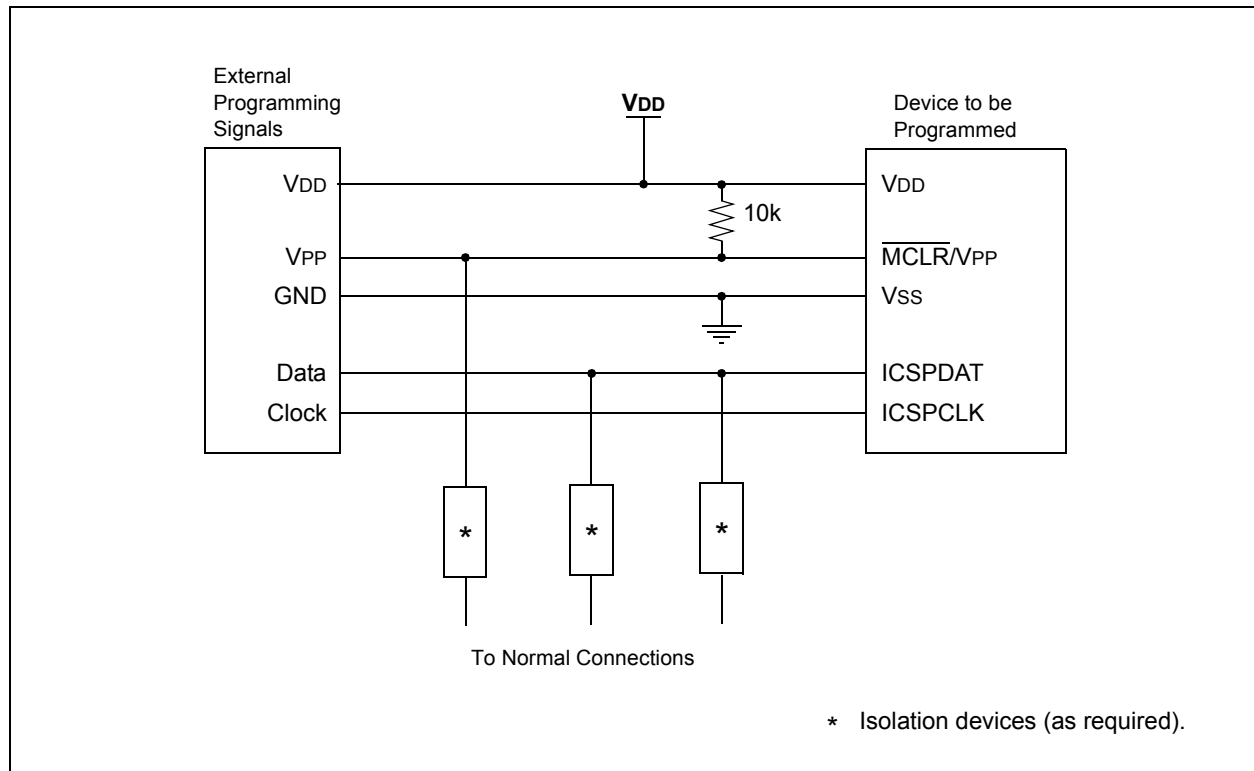 External
Programming
Signals
VDD
Device to be
Programmed
VDD
VDD
10k
VPP
MCLR/VPP
GND
VSS
Data
ICSPDAT
Clock
ICSPCLK
*
*
*
To Normal Connections
* Isolation devices (as required).